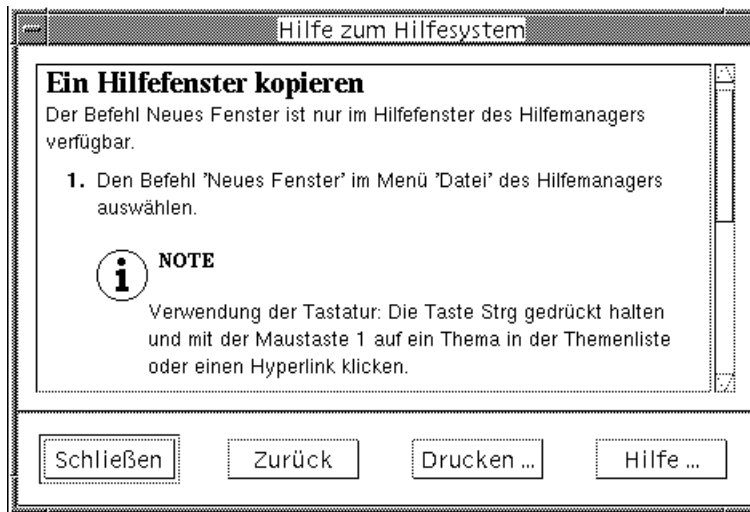 Hilfe zum Hilfesystem
Ein Hilfefenster kopieren
Der Befehl Neues Fenster ist nur im Hilfefenster des Hilfemanagers
verfügbar.
1. Den Befehl 'Neues Fenster' im Menü 'Datei' des Hilfemanagers
auswählen.
i NOTE
Verwendung der Tastatur: Die Taste Strg gedrückt halten
und mit der Maustaste 1 auf ein Thema in der Themenliste
oder einen Hyperlink klicken.
Schließen Zurück Drucken ... Hilfe ...